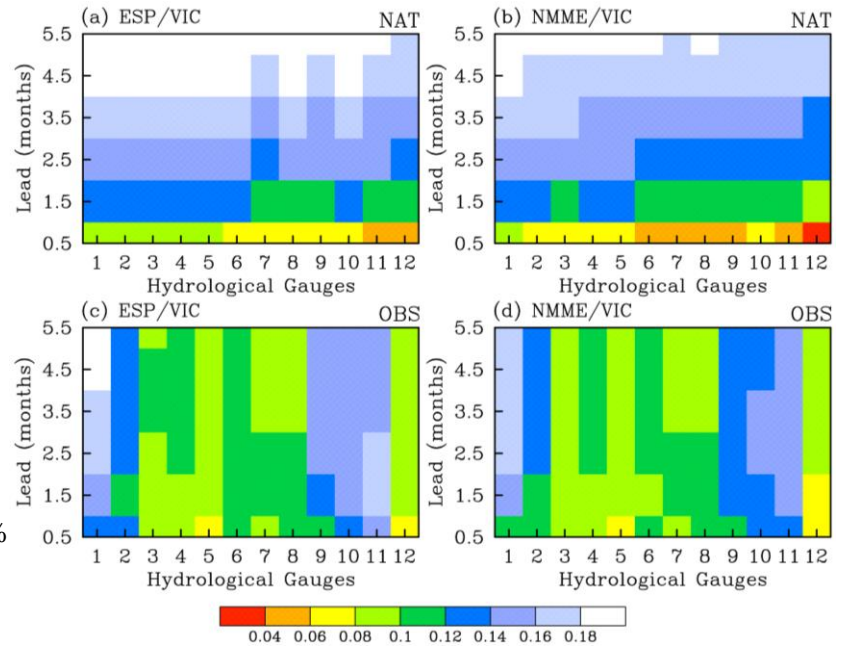 (a) ESP/VIC NAT
5.5
4.5
3.5
2.5
1.5
0.5
Lead (months)
1 2 3 4 5 6 7 8 9 10 11 12
Hydrological Gauges
(b) NMME/VIC NAT
5.5
4.5
3.5
2.5
1.5
0.5
Lead (months)
1 2 3 4 5 6 7 8 9 10 11 12
Hydrological Gauges
(c) ESP/VIC OBS
5.5
4.5
3.5
2.5
1.5
0.5
Lead (months)
1 2 3 4 5 6 7 8 9 10 11 12
Hydrological Gauges
(d) NMME/VIC OBS
5.5
4.5
3.5
2.5
1.5
0.5
Lead (months)
1 2 3 4 5 6 7 8 9 10 11 12
Hydrological Gauges
%
0.04 0.06 0.08 0.1 0.12 0.14 0.16 0.18